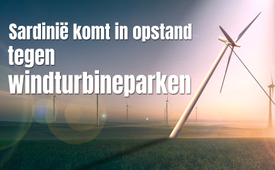 Sardinië komt in opstand
tegen
windturbineparken